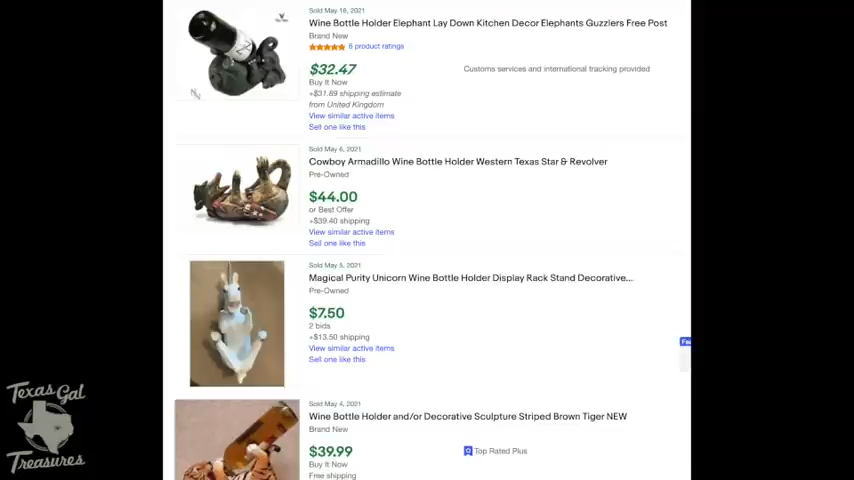 Sold May 16, 2021
Wine Bottle Holder Elephant Lay Down Kitchen Decor Elephants Guzzlers Free Post
Brand New
6 product ratings
$32.47
Customs services and international tracking provided
Buy It Now
+$31.89 shipping estimate
from United Kingdom
View similar active items
Sell one like this
Sold May 6, 2021
Cowboy Armadillo Wine Bottle Holder Western Texas Star & Revolver
Pre-Owned
$44.00
or Best Offer
+$39.40 shipping
View similar active items
Sell one like this
Sold May 5, 2021
Magical Purity Unicorn Wine Bottle Holder Display Rack Stand Decorative...
Pre-Owned
$7.50
2 bids
+$13.50 shipping
View similar active items
Sell one like this
Sold May 4, 2021
Wine Bottle Holder and/or Decorative Sculpture Striped Brown Tiger NEW
Brand New
$39.99
Top Rated Plus
Buy It Now
Free shipping
Texas Gal
Treasures